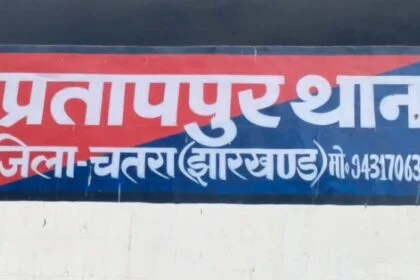 प्रतापपुर थान
जिला-चतरा (झारखण्ड) मो॰ 94317063